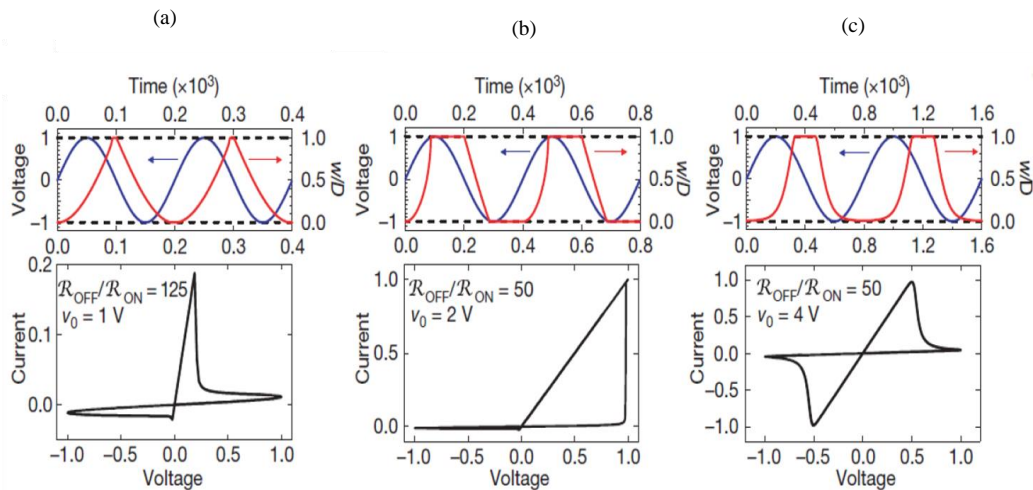 (a)
(b)
(c)
Time (×10³)
0.0 0.1 0.2 0.3 0.4
Voltage
1
0
−1
1.0
0.5
0.0
w/D
0.0 0.1 0.2 0.3 0.4
0.2
0.1
0.0
Current
ℛOFF/ℛON = 125
v₀ = 1 V
−1.0 −0.5 0.0 0.5 1.0
Voltage
Time (×10³)
0.0 0.2 0.4 0.6 0.8
Voltage
1
0
−1
1.0
0.5
0.0
w/D
0.0 0.2 0.4 0.6 0.8
1.0
0.5
0.0
Current
ℛOFF/ℛON = 50
v₀ = 2 V
−1.0 −0.5 0.0 0.5 1.0
Voltage
Time (×10³)
0.0 0.4 0.8 1.2 1.6
Voltage
1
0
−1
1.0
0.5
0.0
w/D
0.0 0.4 0.8 1.2 1.6
1.0
0.5
0.0
−0.5
−1.0
Current
ℛOFF/ℛON = 50
v₀ = 4 V
−1.0 −0.5 0.0 0.5 1.0
Voltage